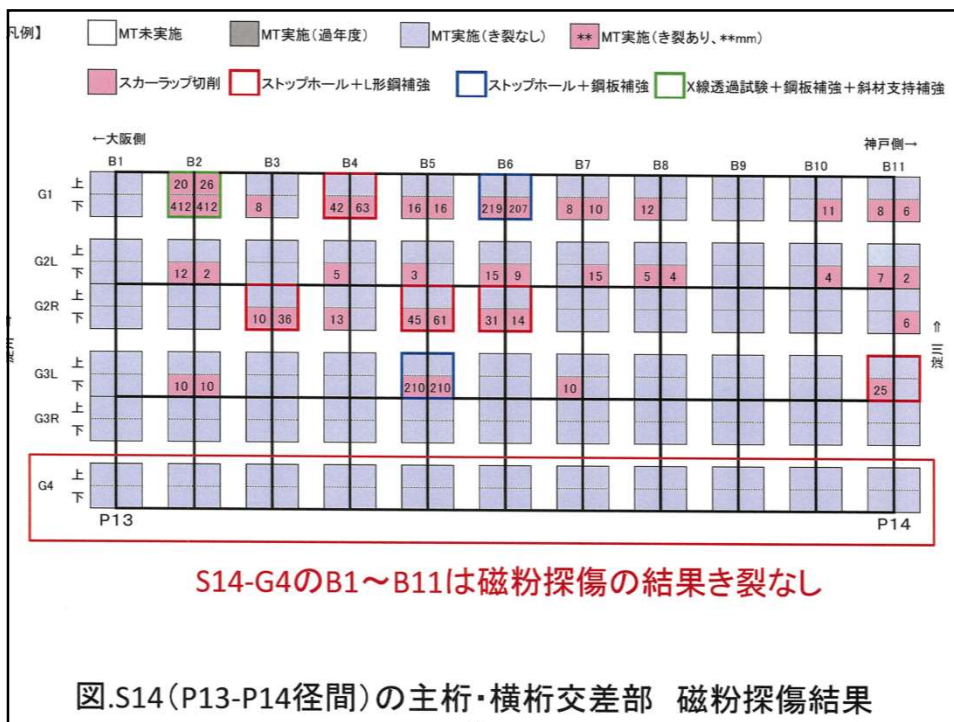 凡例】 MT未実施 MT実施(過年度) MT実施(き裂なし) ** MT実施(き裂あり、**mm)
スカーラップ切削 ストップホール+L形鋼補強 ストップホール+鋼板補強 X線透過試験+鋼板補強+斜材支持補強
←大阪側 神戸側→
B1 B2 B3 B4 B5 B6 B7 B8 B9 B10 B11
G1 上 20 26
下 412 412 8 42 63 16 16 219 207 8 10 12 11 8 6
G2L 上
下 12 2 5 3 15 9 15 5 4 4 7 2
G2R 上
下 10 36 13 45 61 31 14 6
G3L 上
下 10 10 210 210 10 25
G3R 上
下
G4 上
下
P13 P14
S14-G4のB1～B11は磁粉探傷の結果き裂なし
図.S14(P13-P14径間)の主桁・横桁交差部 磁粉探傷結果